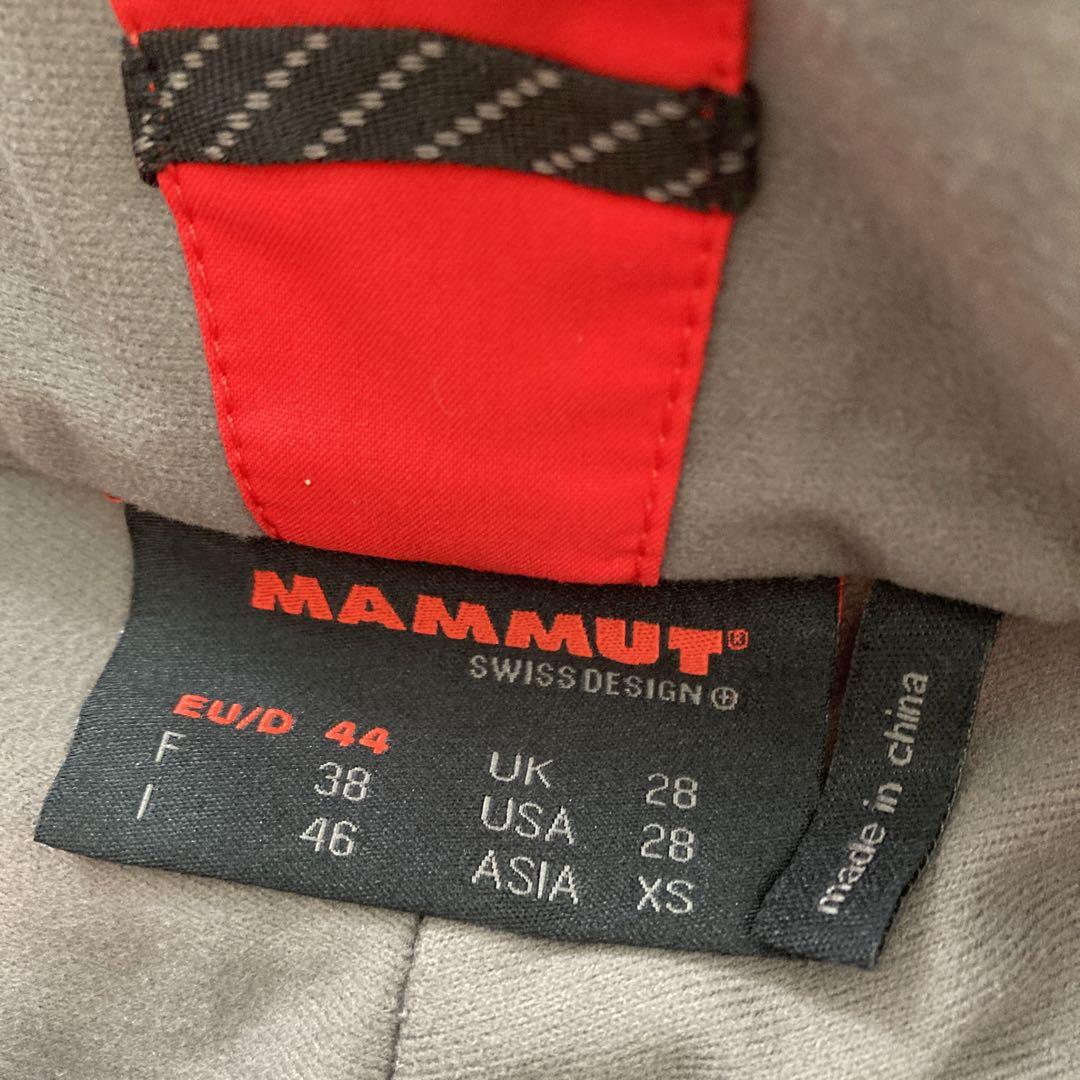 MAMMUT®
SWISS DESIGN
EU/D 44
F 38 UK 28
I 46 USA 28
ASIA XS
made in china